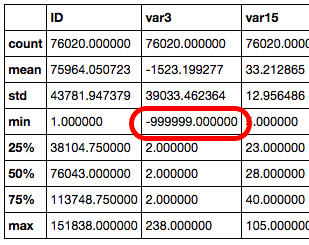 ID var3 var15
count 76020.000000 76020.000000 76020.0000
mean 75964.050723 -1523.199277 33.212865
std 43781.947379 39033.462364 12.956486
min 1.000000 -999999.000000 .000000
25% 38104.750000 2.000000 23.000000
50% 76043.000000 2.000000 28.000000
75% 113748.750000 2.000000 40.000000
max 151838.000000 238.000000 105.000000